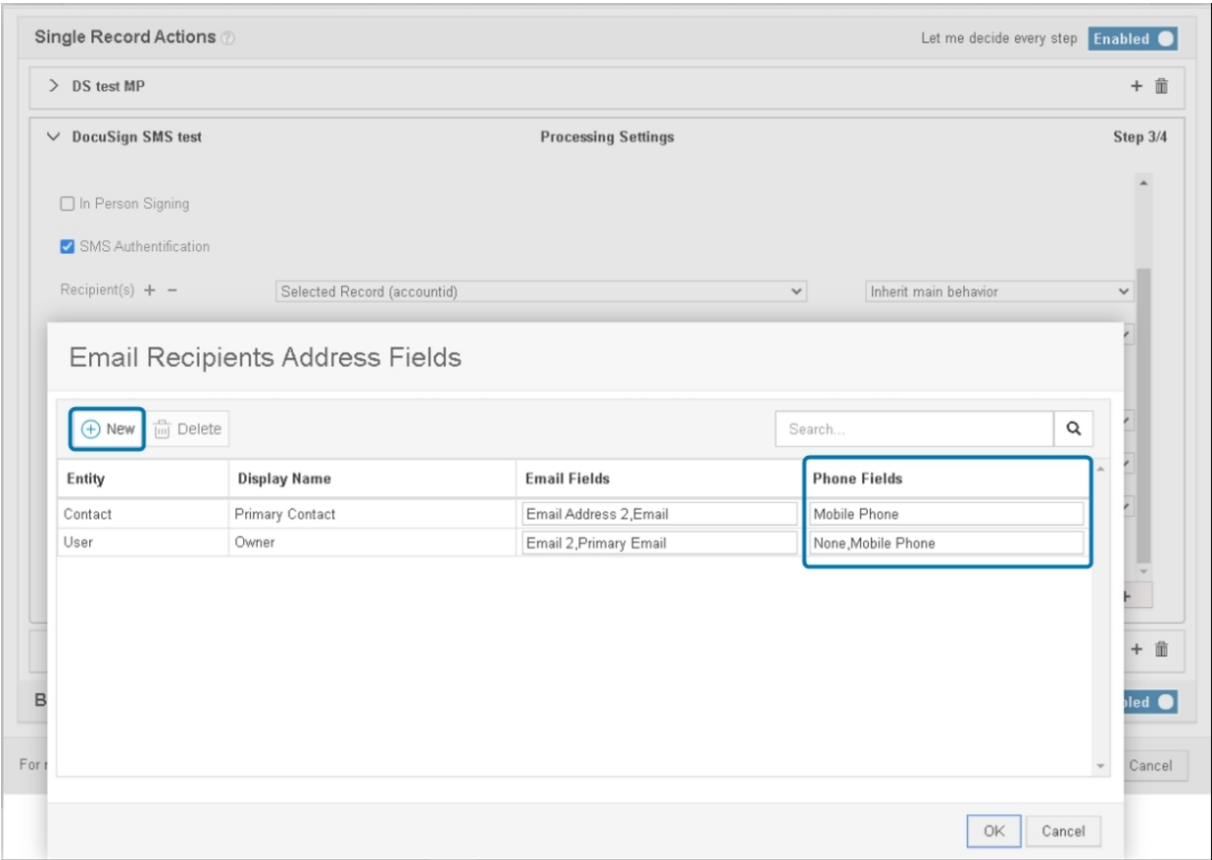 Single Record Actions ?
Let me decide every step Enabled
DS test MP
DocuSign SMS test Processing Settings Step 3/4
In Person Signing
SMS Authentification
Recipient(s) + − Selected Record (accountid) Inherit main behavior
Email Recipients Address Fields
New Delete Search...
Entity Display Name Email Fields Phone Fields
Contact Primary Contact Email Address 2,Email Mobile Phone
User Owner Email 2,Primary Email None,Mobile Phone
B
For
Cancel
OK Cancel